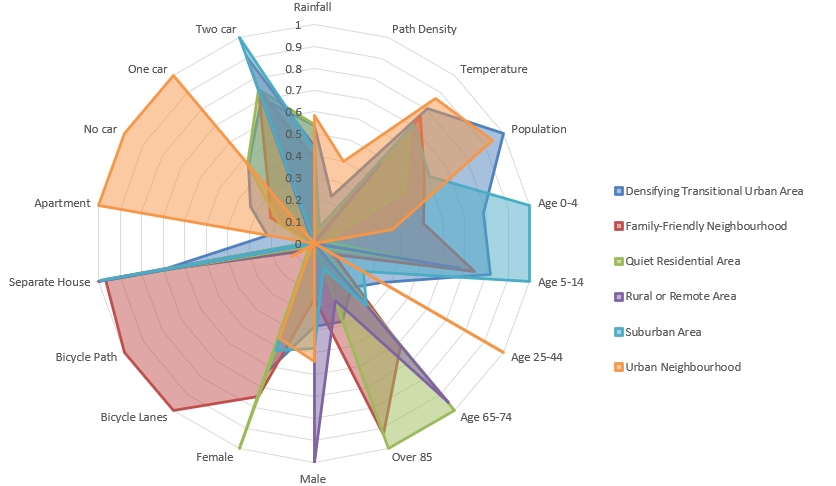 Rainfall
Path Density
Temperature
Population
Age 0-4
Age 5-14
Age 25-44
Age 65-74
Over 85
Male
Female
Bicycle Lanes
Bicycle Path
Separate House
Apartment
No car
One car
Two car
1
0.9
0.8
0.7
0.6
0.5
0.4
0.3
0.2
0.1
0
Densifying Transitional Urban Area
Family-Friendly Neighbourhood
Quiet Residential Area
Rural or Remote Area
Suburban Area
Urban Neighbourhood